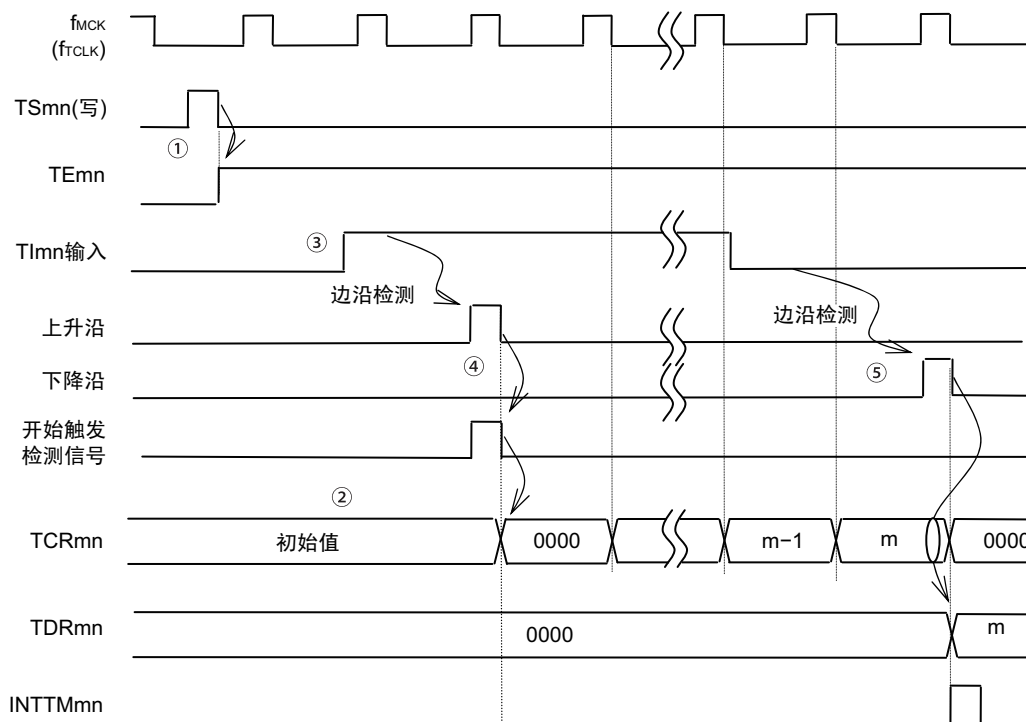 fMCK
(fTCLK)
TSmn(写)
①
TEmn
TImn输入
③
边沿检测
边沿检测
上升沿
④
⑤
下降沿
开始触发
检测信号
②
TCRmn
初始值
0000
m−1
m
0000
TDRmn
0000
m
INTTMmn